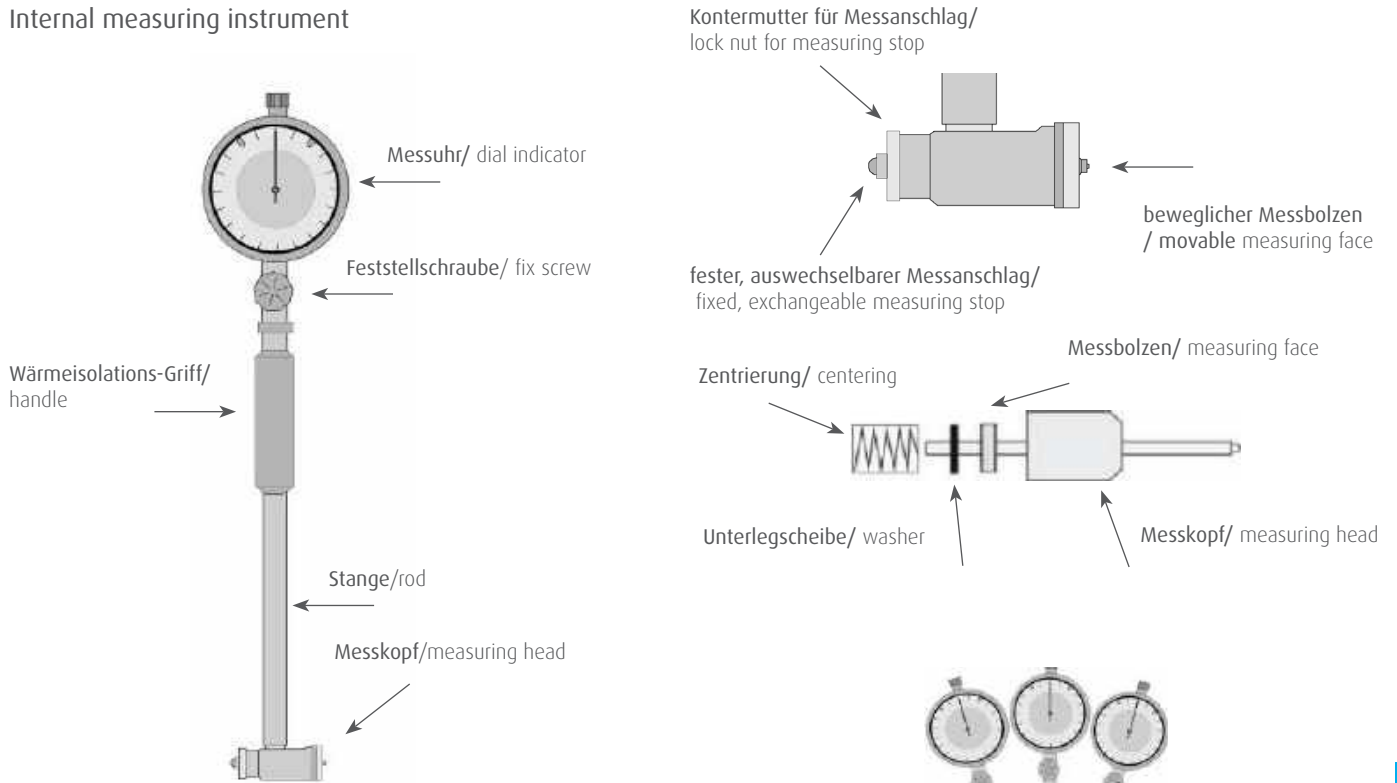 Internal measuring instrument
Messuhr/ dial indicator
Feststellschraube/ fix screw
Wärmeisolations-Griff/
handle
Stange/rod
Messkopf/measuring head
Kontermutter für Messanschlag/
lock nut for measuring stop
beweglicher Messbolzen
/ movable measuring face
fester, auswechselbarer Messanschlag/
fixed, exchangeable measuring stop
Messbolzen/ measuring face
Zentrierung/ centering
Unterlegscheibe/ washer
Messkopf/ measuring head